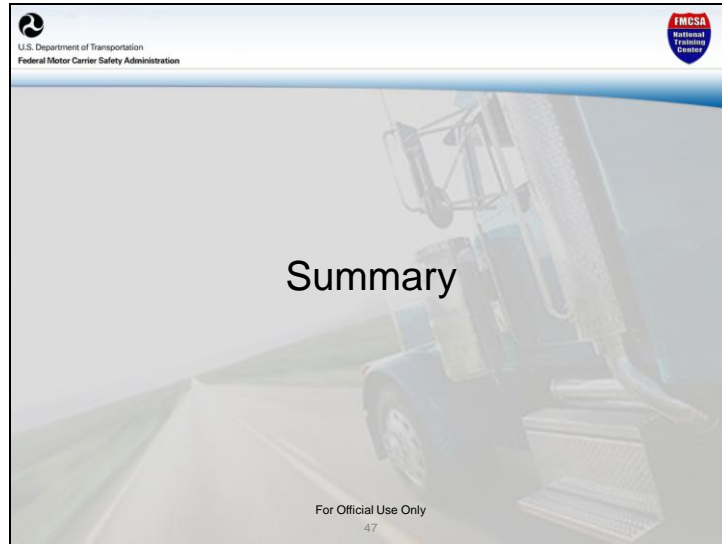 U.S. Department of Transportation
Federal Motor Carrier Safety Administration
FMCSA
National
Training
Center
Summary
For Official Use Only
47